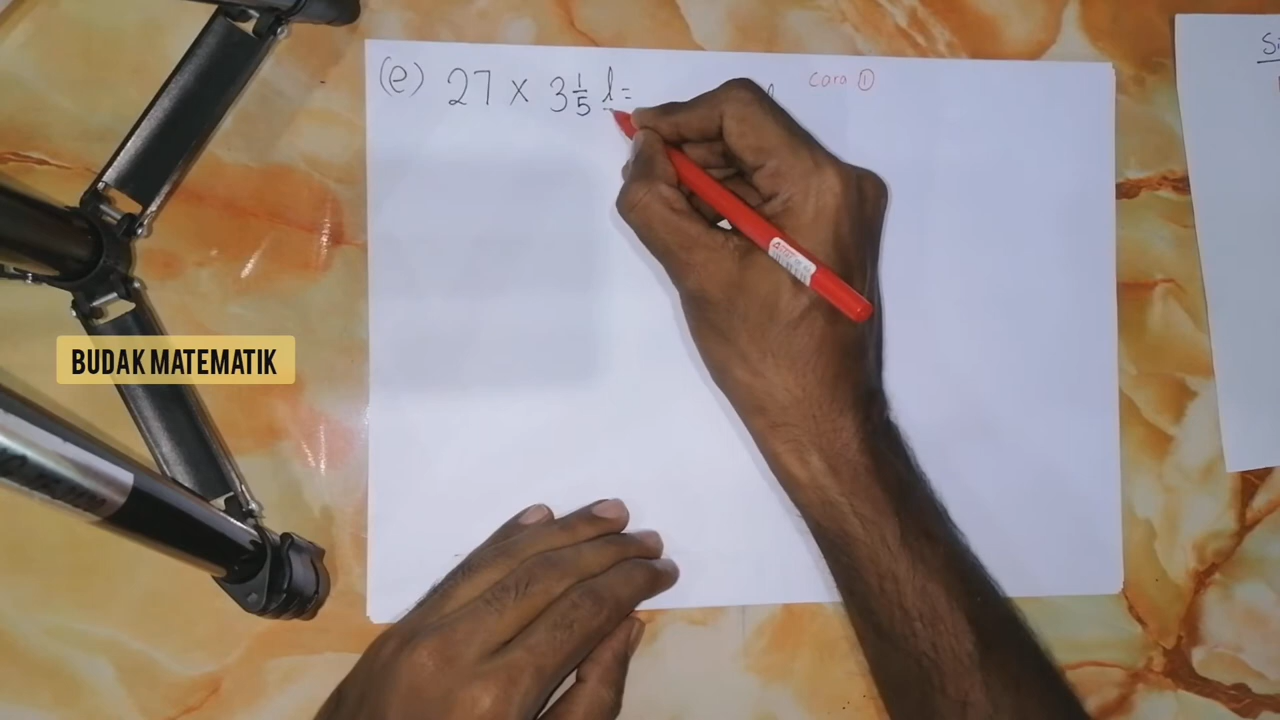 (e) 27 × 3 1/5 l =
Cara ①
BUDAK MATEMATIK